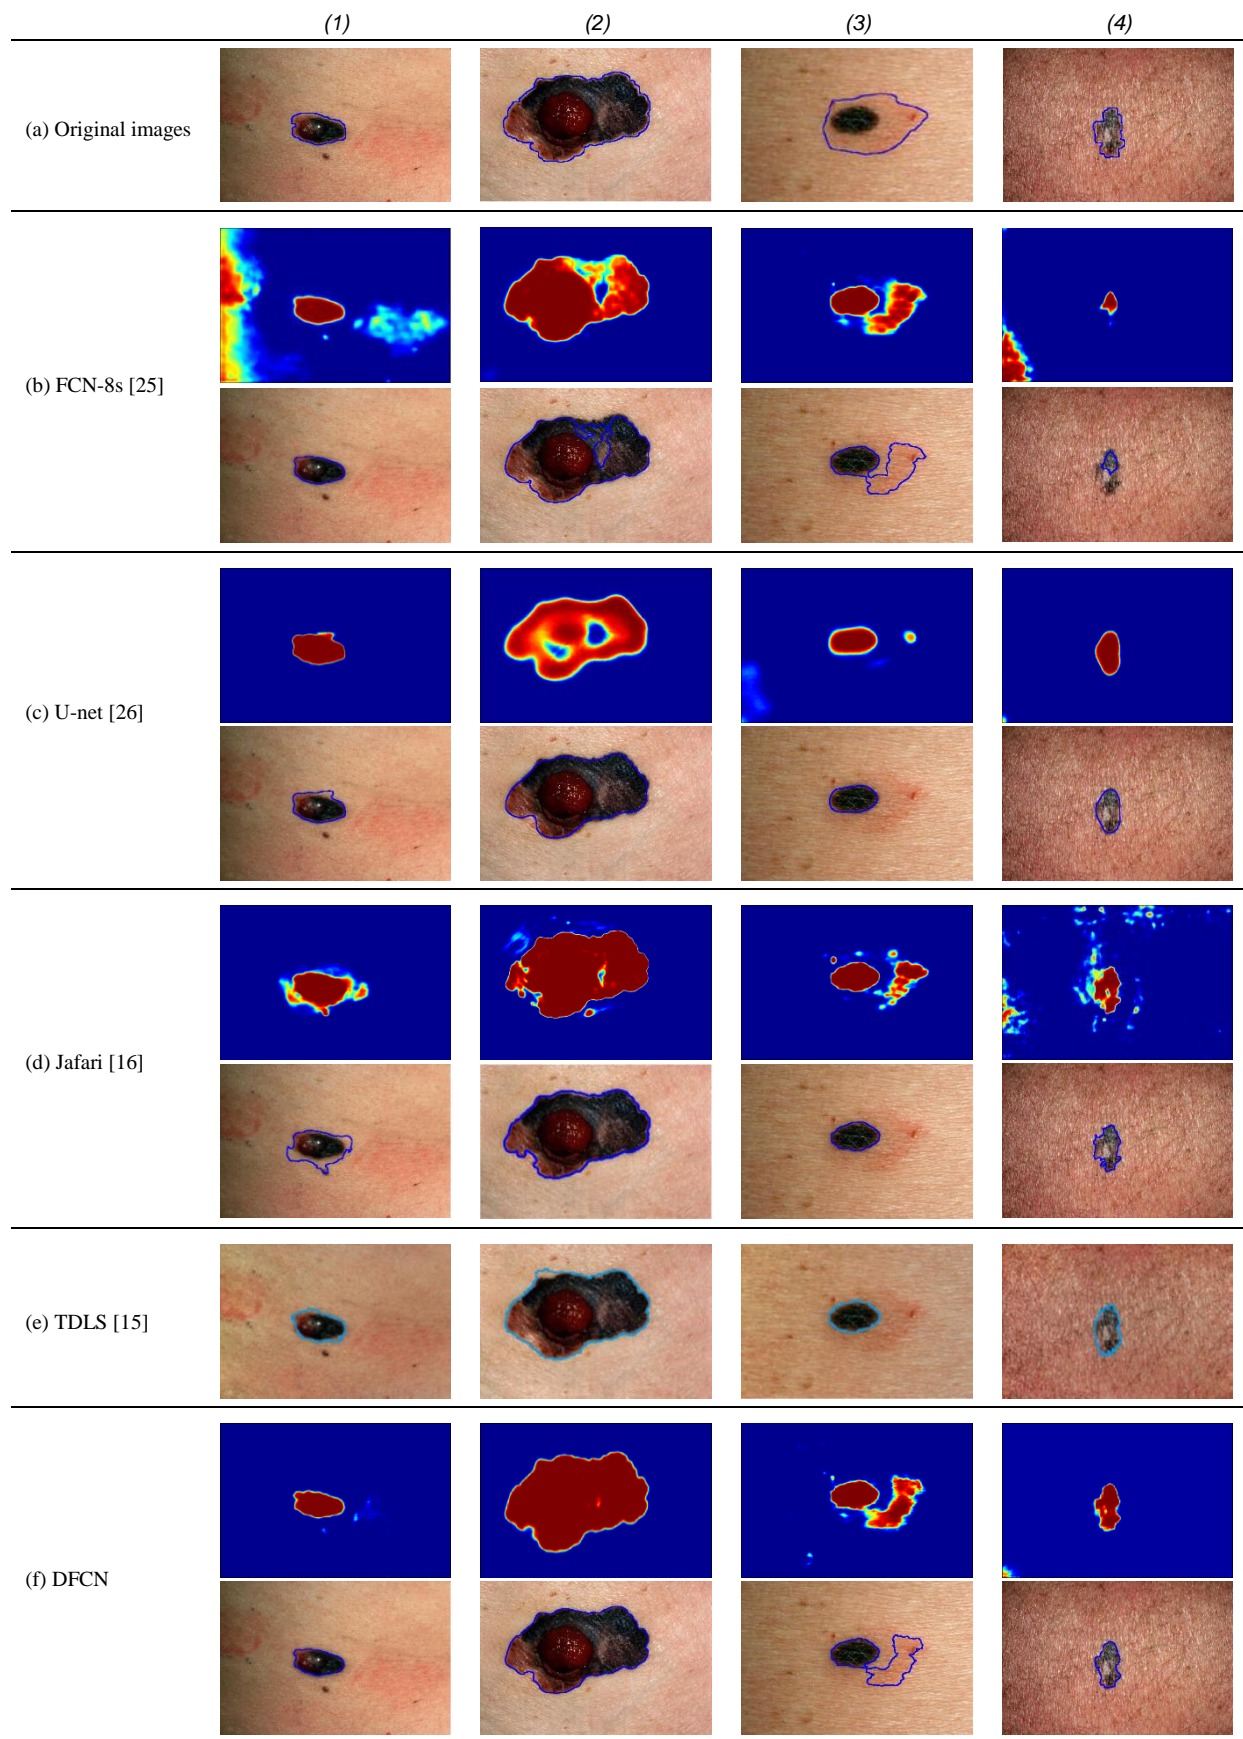 (1) (2) (3) (4)
(a) Original images
(b) FCN-8s [25]
(c) U-net [26]
(d) Jafari [16]
(e) TDLS [15]
(f) DFCN